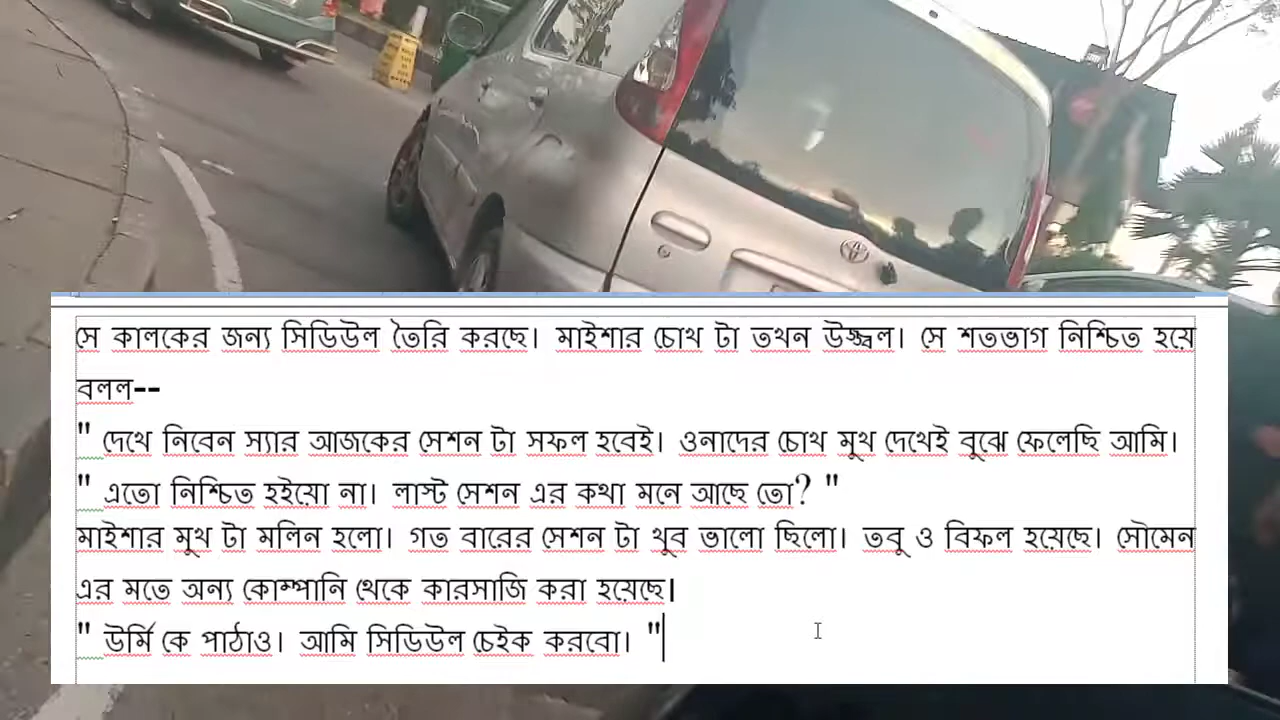 সে কালকের জন্য সিডিউল তৈরি করছে। মাইশার চোখ টা তখন উজ্জ্বল। সে শতভাগ নিশ্চিত হয়ে
বলল--
" দেখে নিবেন স্যার আজকের সেশন টা সফল হবেই। ওনাদের চোখ মুখ দেখেই বুঝে ফেলেছি আমি।
" এতো নিশ্চিত হইয়ো না। লাস্ট সেশন এর কথা মনে আছে তো? "
মাইশার মুখ টা মলিন হলো। গত বারের সেশন টা খুব ভালো ছিলো। তবু ও বিফল হয়েছে। সৌমেন
এর মতে অন্য কোম্পানি থেকে কারসাজি করা হয়েছে।
" উর্মি কে পাঠাও। আমি সিডিউল চেইক করবো। "